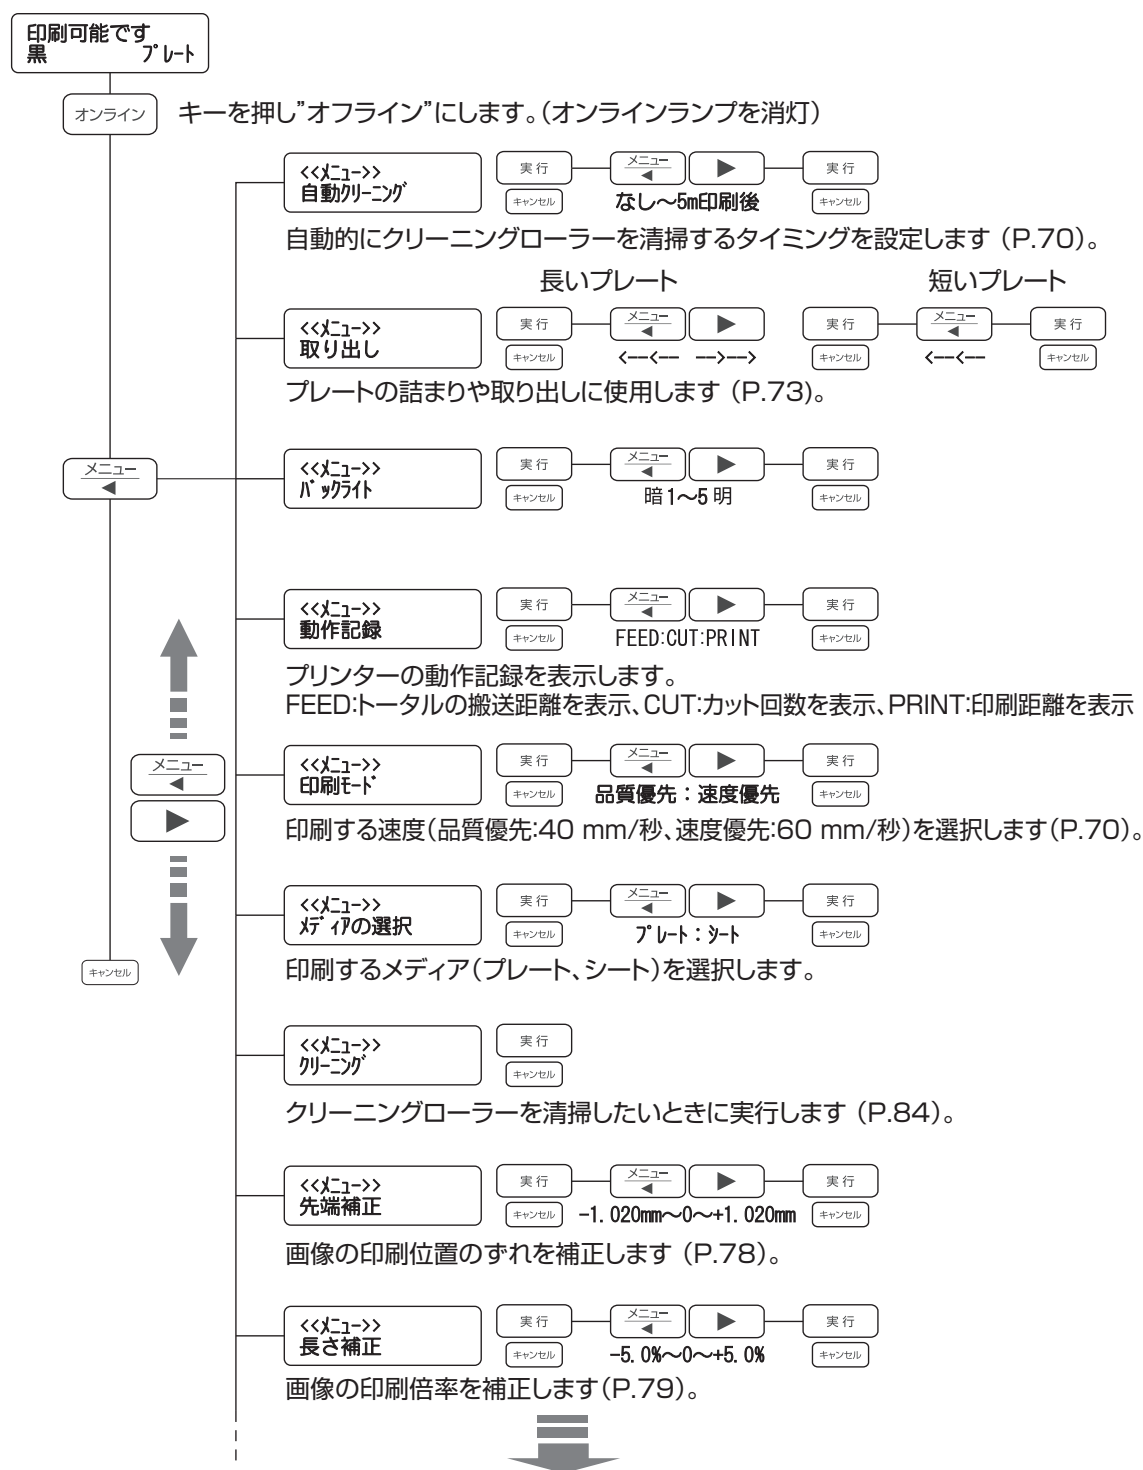 印刷可能です
黒 プレート
オンライン キーを押し”オフライン”にします。(オンラインランプを消灯)
<<メニュー>>
自動クリーニング
実行 メニュー 実行
キャンセル なし〜5m印刷後 キャンセル
自動的にクリーニングローラーを清掃するタイミングを設定します (P.70)。
長いプレート 短いプレート
<<メニュー>>
取り出し
実行 メニュー 実行 メニュー 実行
キャンセル <--<-- -->--> キャンセル <--<-- キャンセル
プレートの詰まりや取り出しに使用します (P.73)。
メニュー
<<メニュー>>
バックライト
実行 メニュー 実行
キャンセル 暗1〜5明 キャンセル
<<メニュー>>
動作記録
実行 メニュー 実行
キャンセル FEED:CUT:PRINT キャンセル
プリンターの動作記録を表示します。
FEED:トータルの搬送距離を表示、CUT:カット回数を表示、PRINT:印刷距離を表示
メニュー
<<メニュー>>
印刷モード
実行 メニュー 実行
キャンセル 品質優先:速度優先 キャンセル
印刷する速度(品質優先:40 mm/秒、速度優先:60 mm/秒)を選択します(P.70)。
<<メニュー>>
メディアの選択
実行 メニュー 実行
キャンセル プレート:シート キャンセル
キャンセル
印刷するメディア(プレート、シート)を選択します。
<<メニュー>>
クリーニング
実行
キャンセル
クリーニングローラーを清掃したいときに実行します (P.84)。
<<メニュー>>
先端補正
実行 メニュー 実行
キャンセル -1.020mm〜0〜+1.020mm キャンセル
画像の印刷位置のずれを補正します (P.78)。
<<メニュー>>
長さ補正
実行 メニュー 実行
キャンセル -5.0%〜0〜+5.0% キャンセル
画像の印刷倍率を補正します(P.79)。